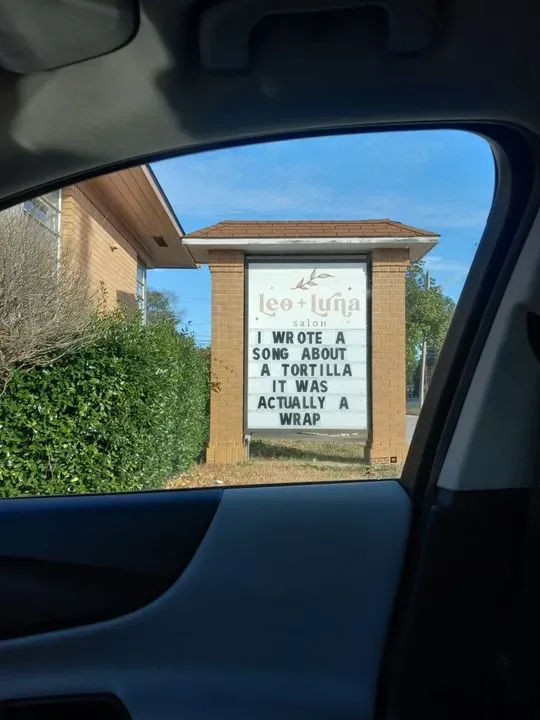 leo + luna
salon
I WROTE A
SONG ABOUT
A TORTILLA
IT WAS
ACTUALLY A
WRAP